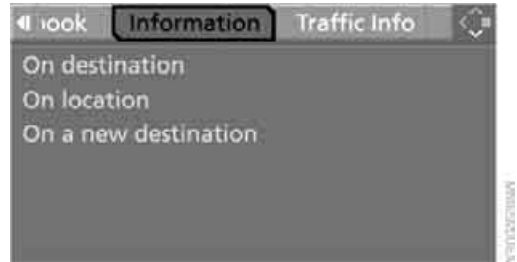 ook Information Traffic Info
On destination
On location
On a new destination